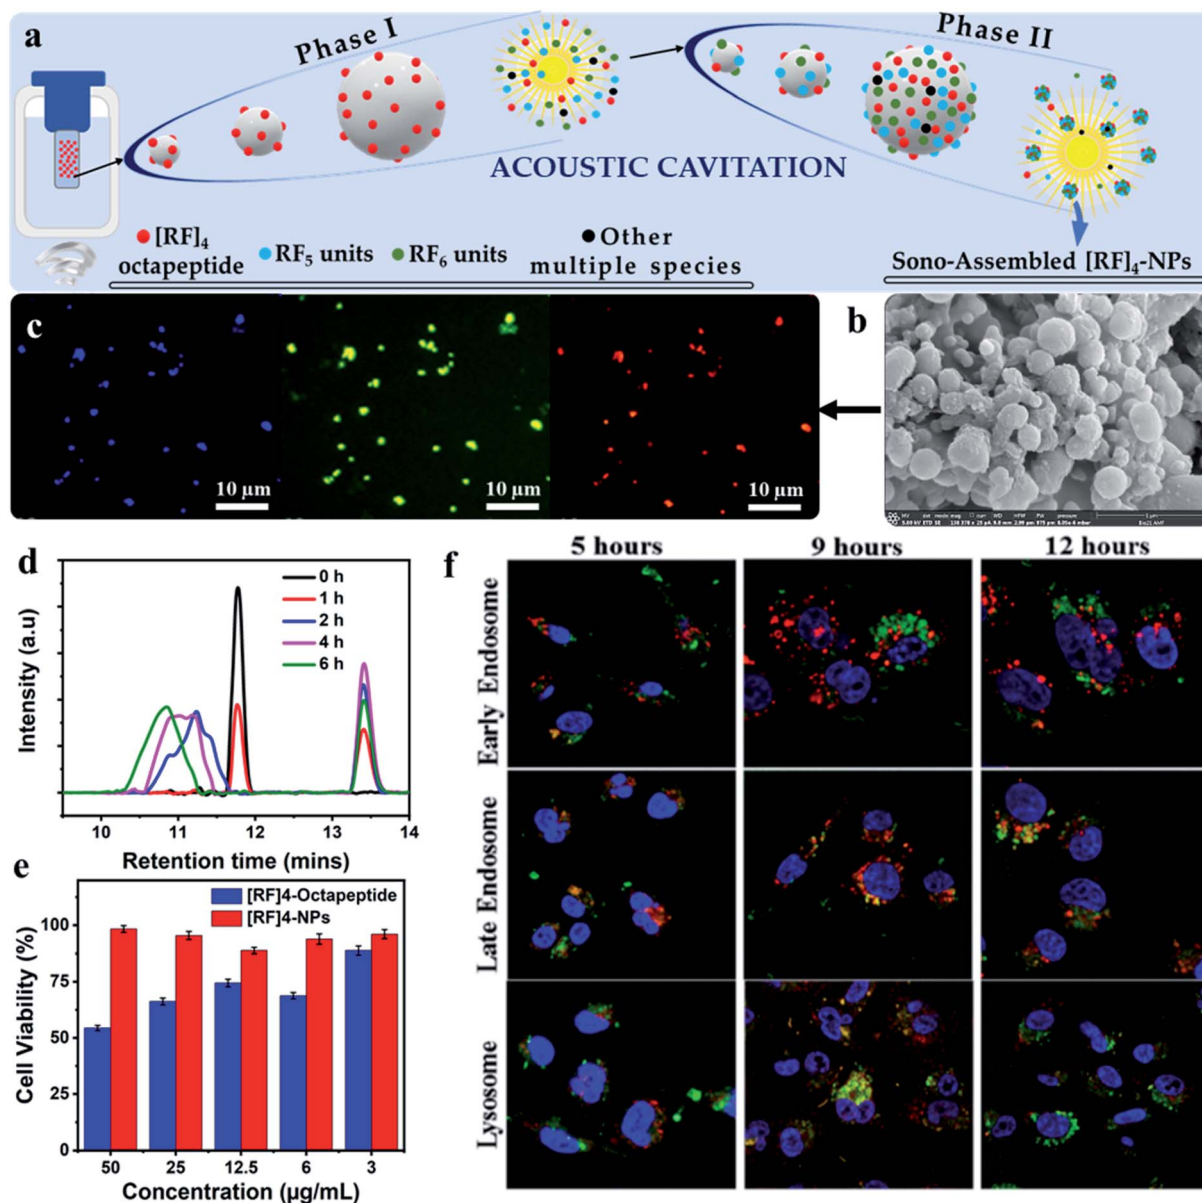 a
Phase I
Phase II
ACOUSTIC CAVITATION
[RF]4
octapeptide
RF5 units
RF6 units
Other
multiple species
Sono-Assembled [RF]4-NPs
c
10 µm
10 µm
10 µm
b
d
0 h
1 h
2 h
4 h
6 h
Intensity (a.u)
10 11 12 13 14
Retention time (mins)
e
[RF]4-Octapeptide
[RF]4-NPs
Cell Viability (%)
100
75
50
25
0
50 25 12.5 6 3
Concentration (µg/mL)
f
5 hours 9 hours 12 hours
Early Endosome
Late Endosome
Lysosome